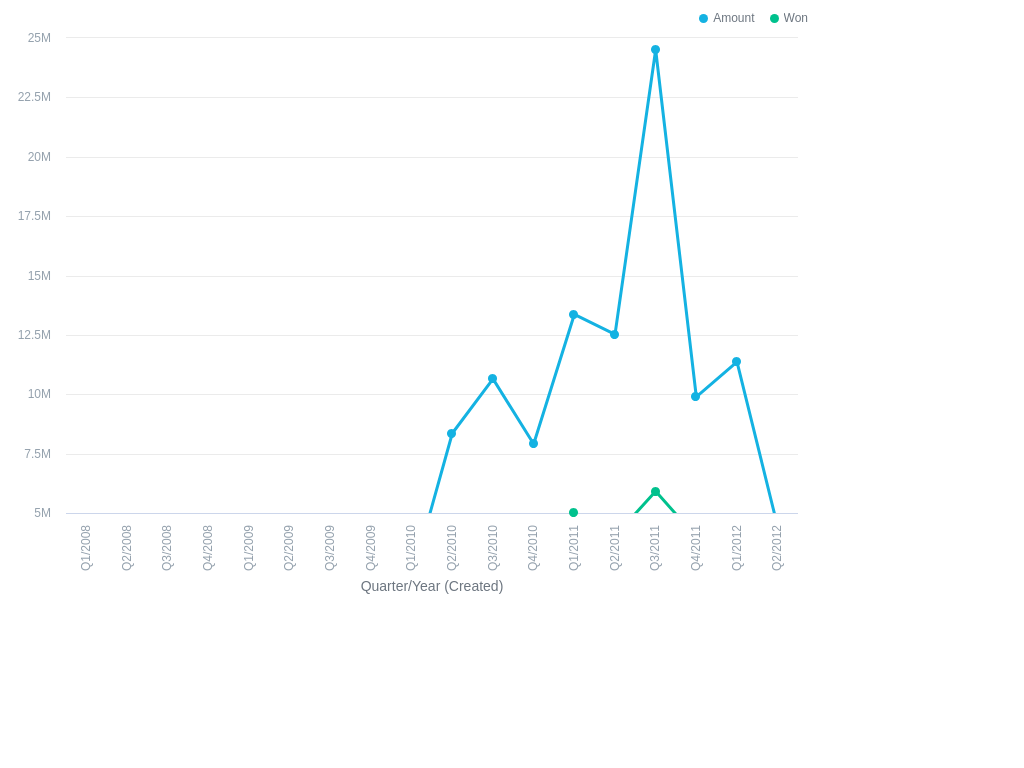 Amount Won
25M
22.5M
20M
17.5M
15M
12.5M
10M
7.5M
5M
Q1/2008
Q2/2008
Q3/2008
Q4/2008
Q1/2009
Q2/2009
Q3/2009
Q4/2009
Q1/2010
Q2/2010
Q3/2010
Q4/2010
Q1/2011
Q2/2011
Q3/2011
Q4/2011
Q1/2012
Q2/2012
Quarter/Year (Created)